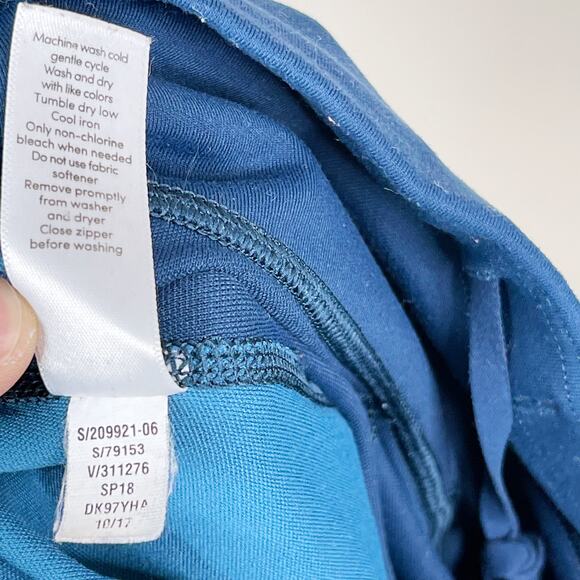 Machine wash cold
gentle cycle
Wash and dry
with like colors
Tumble dry low
Cool iron
Only non-chlorine
bleach when needed
Do not use fabric
softener
Remove promptly
from washer
and dryer
Close zipper
before washing
S/209921-06
S/79153
V/311276
SP18
DK97YHA
10/17